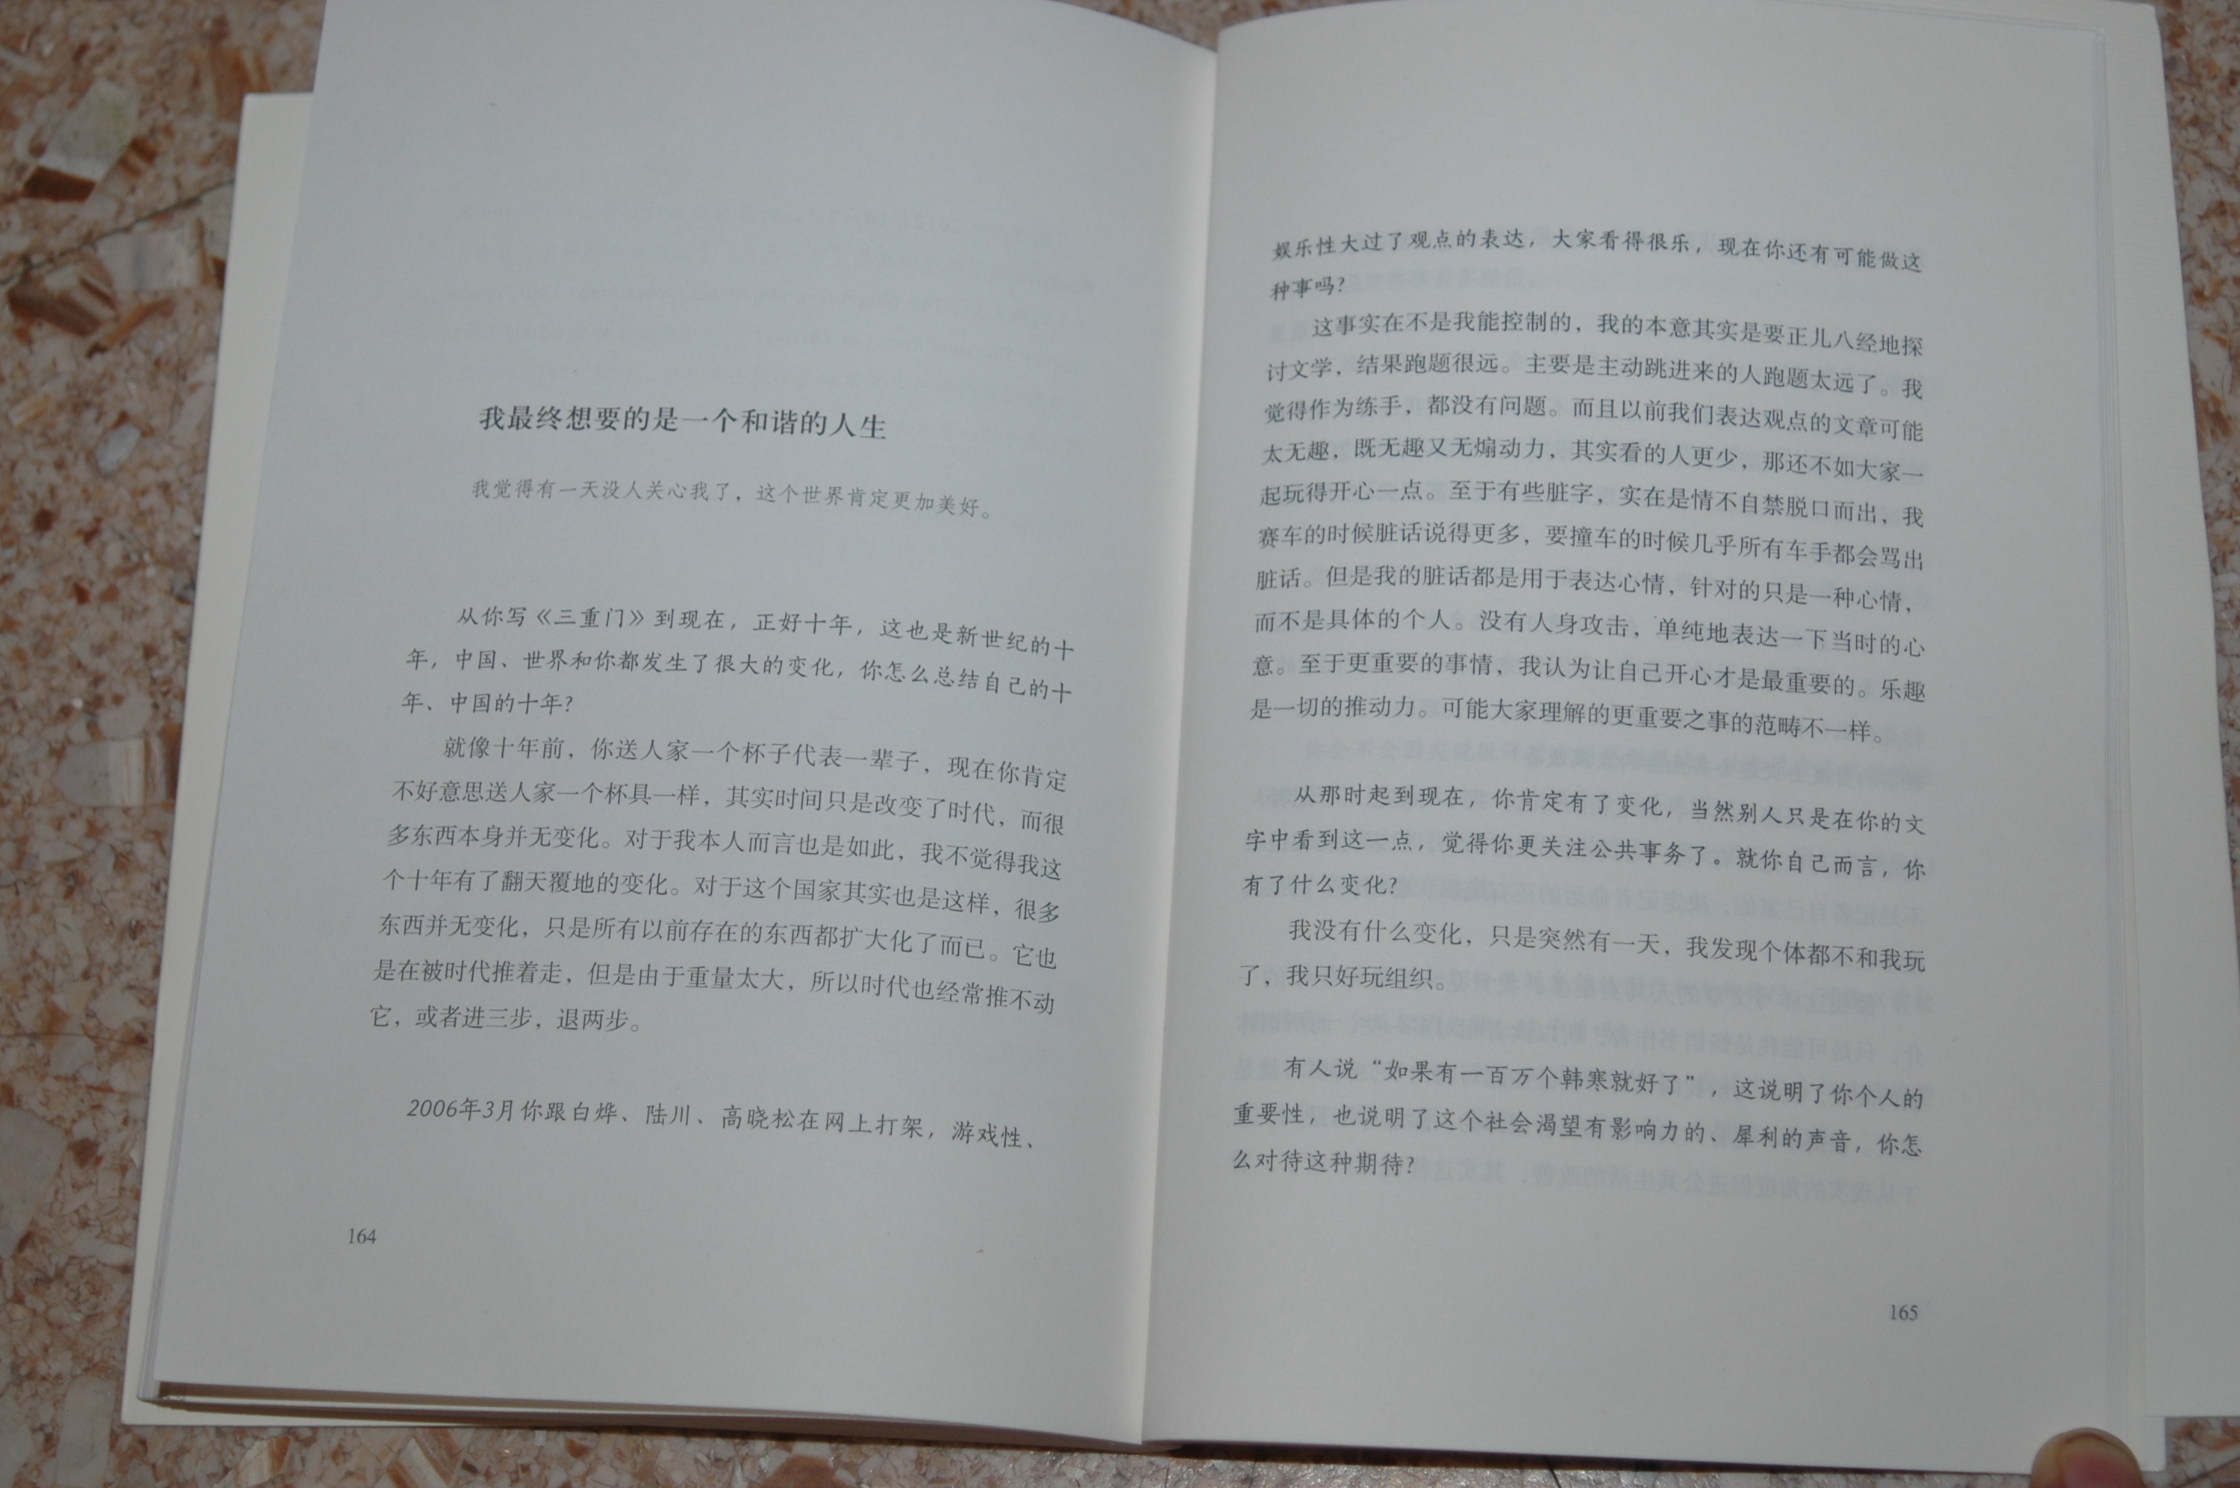 我最终想要的是一个和谐的人生
我觉得有一天没人关心我了，这个世界肯定更加美好。
从你写《三重门》到现在，正好十年，这也是新世纪的十
年，中国、世界和你都发生了很大的变化，你怎么总结自己的十
年、中国的十年？
就像十年前，你送人家一个杯子代表一辈子，现在你肯定
不好意思送人家一个杯具一样，其实时间只是改变了时代，而很
多东西本身并无变化。对于我本人而言也是如此，我不觉得我这
个十年有了翻天覆地的变化。对于这个国家其实也是这样，很多
东西并无变化，只是所有以前存在的东西都扩大化了而已。它也
是在被时代推着走，但是由于重量太大，所以时代也经常推不动
它，或者进三步，退两步。
2006年3月你跟白烨、陆川、高晓松在网上打架，游戏性、
164
娱乐性大过了观点的表达，大家看得很乐，现在你还有可能做这
种事吗？
这事实在不是我能控制的，我的本意其实是要正儿八经地探
讨文学，结果跑题很远。主要是主动跳进来的人跑题太远了。我
觉得作为练手，都没有问题。而且以前我们表达观点的文章可能
太无趣，既无趣又无煽动力，其实看的人更少，那还不如大家一
起玩得开心一点。至于有些脏字，实在是情不自禁脱口而出，我
赛车的时候脏话说得更多，要撞车的时候几乎所有车手都会骂出
脏话。但是我的脏话都是用于表达心情，针对的只是一种心情，
而不是具体的个人。没有人身攻击，单纯地表达一下当时的心
意。至于更重要的事情，我认为让自己开心才是最重要的。乐趣
是一切的推动力。可能大家理解的更重要之事的范畴不一样。
从那时起到现在，你肯定有了变化，当然别人只是在你的文
字中看到这一点，觉得你更关注公共事务了。就你自己而言，你
有了什么变化？
我没有什么变化，只是突然有一天，我发现个体都不和我玩
了，我只好玩组织。
有人说“如果有一百万个韩寒就好了”，这说明了你个人的
重要性，也说明了这个社会渴望有影响力的、犀利的声音，你怎
么对待这种期待？
165